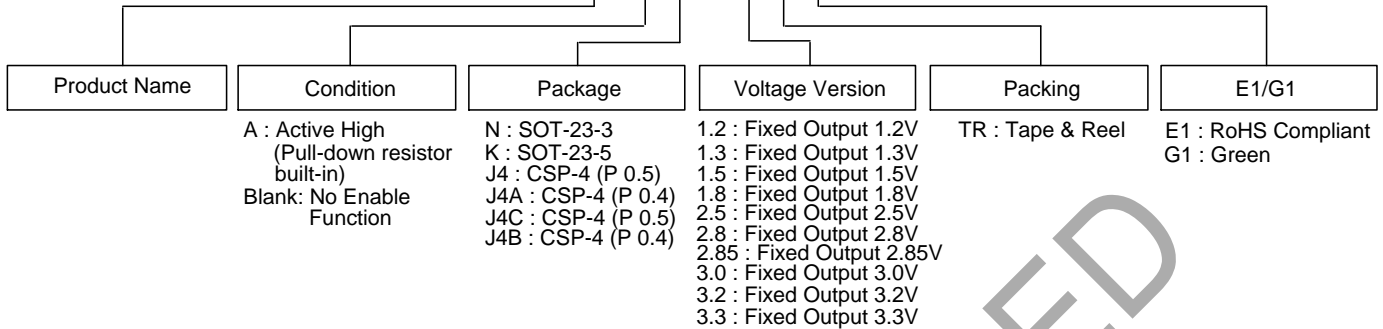 Product Name
Condition
Package
Voltage Version
Packing
E1/G1
A : Active High
(Pull-down resistor
built-in)
Blank: No Enable
Function
N : SOT-23-3
K : SOT-23-5
J4 : CSP-4 (P 0.5)
J4A : CSP-4 (P 0.4)
J4C : CSP-4 (P 0.5)
J4B : CSP-4 (P 0.4)
1.2 : Fixed Output 1.2V
1.3 : Fixed Output 1.3V
1.5 : Fixed Output 1.5V
1.8 : Fixed Output 1.8V
2.5 : Fixed Output 2.5V
2.8 : Fixed Output 2.8V
2.85 : Fixed Output 2.85V
3.0 : Fixed Output 3.0V
3.2 : Fixed Output 3.2V
3.3 : Fixed Output 3.3V
TR : Tape & Reel
E1 : RoHS Compliant
G1 : Green
ED